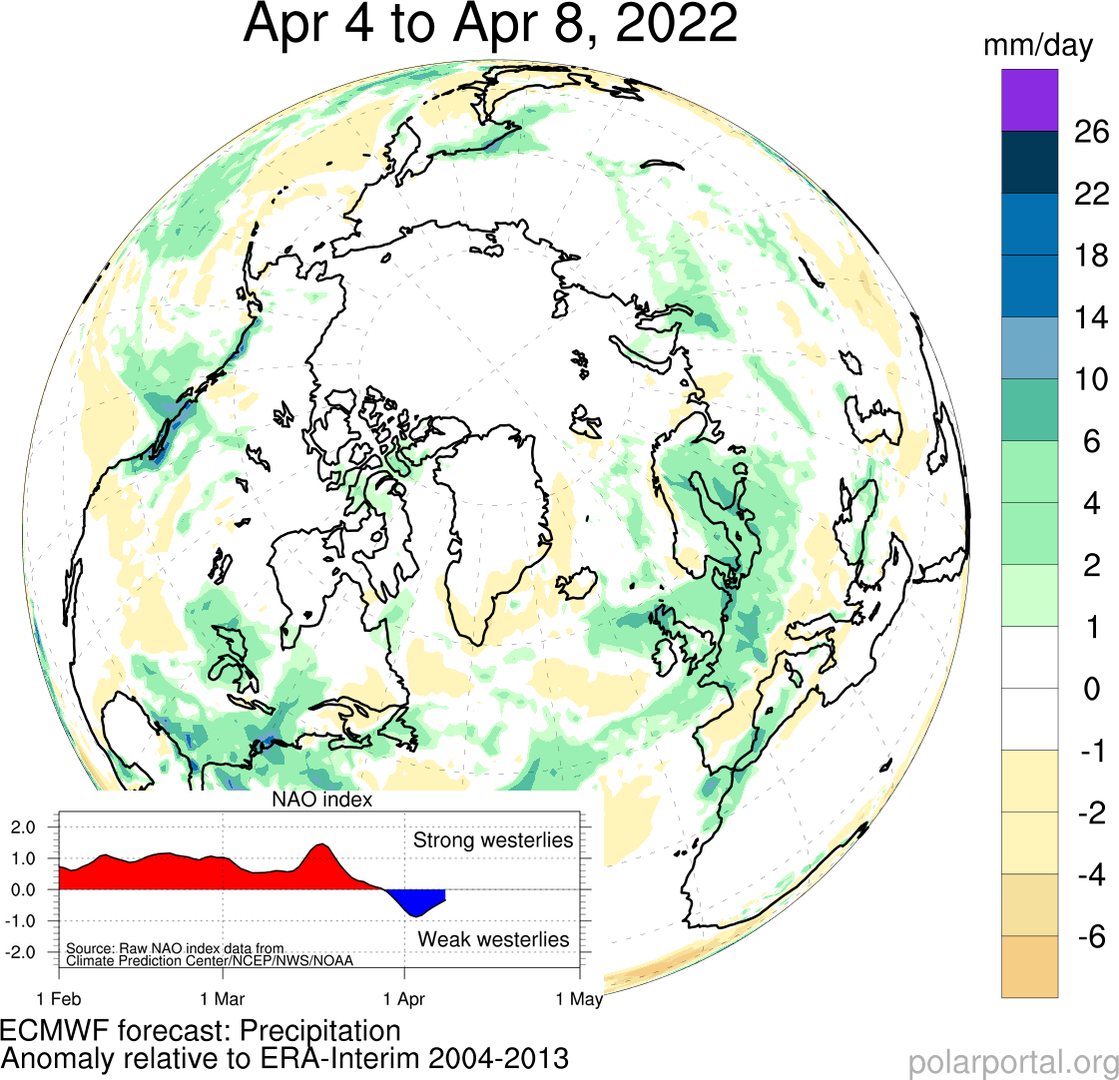 Apr 4 to Apr 8, 2022
mm/day
26
22
18
14
10
6
4
2
1
0
-1
-2
-4
-6
NAO index
2.0
1.0
0.0
-1.0
-2.0
Strong westerlies
Weak westerlies
Source: Raw NAO index data from
Climate Prediction Center/NCEP/NWS/NOAA
1 Feb 1 Mar 1 Apr 1 May
ECMWF forecast: Precipitation
Anomaly relative to ERA-Interim 2004-2013
polarportal.org